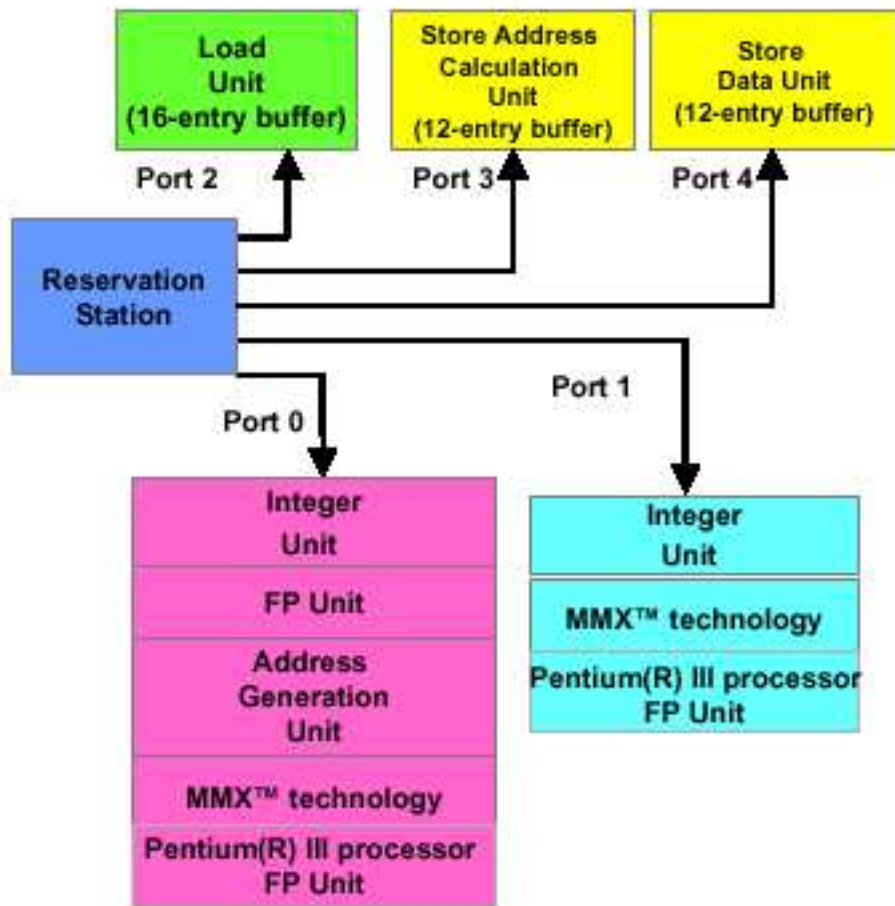 Load
Unit
(16-entry buffer)
Store Address
Calculation
Unit
(12-entry buffer)
Store
Data Unit
(12-entry buffer)
Port 2
Port 3
Port 4
Reservation
Station
Port 1
Port 0
Integer
Unit
FP Unit
Address
Generation
Unit
MMX™ technology
Pentium(R) III processor
FP Unit
Integer
Unit
MMX™ technology
Pentium(R) III processor
FP Unit